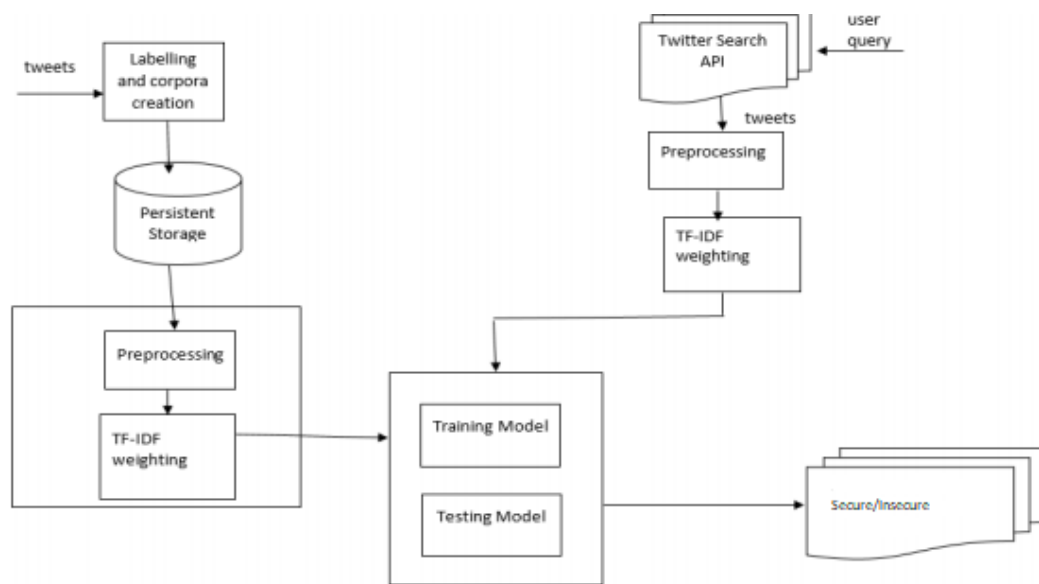 tweets
Labelling
and corpora
creation
Persistent
Storage
Preprocessing
TF-IDF
weighting
Twitter Search
API
user
query
tweets
Preprocessing
TF-IDF
weighting
Training Model
Testing Model
Secure/Insecure